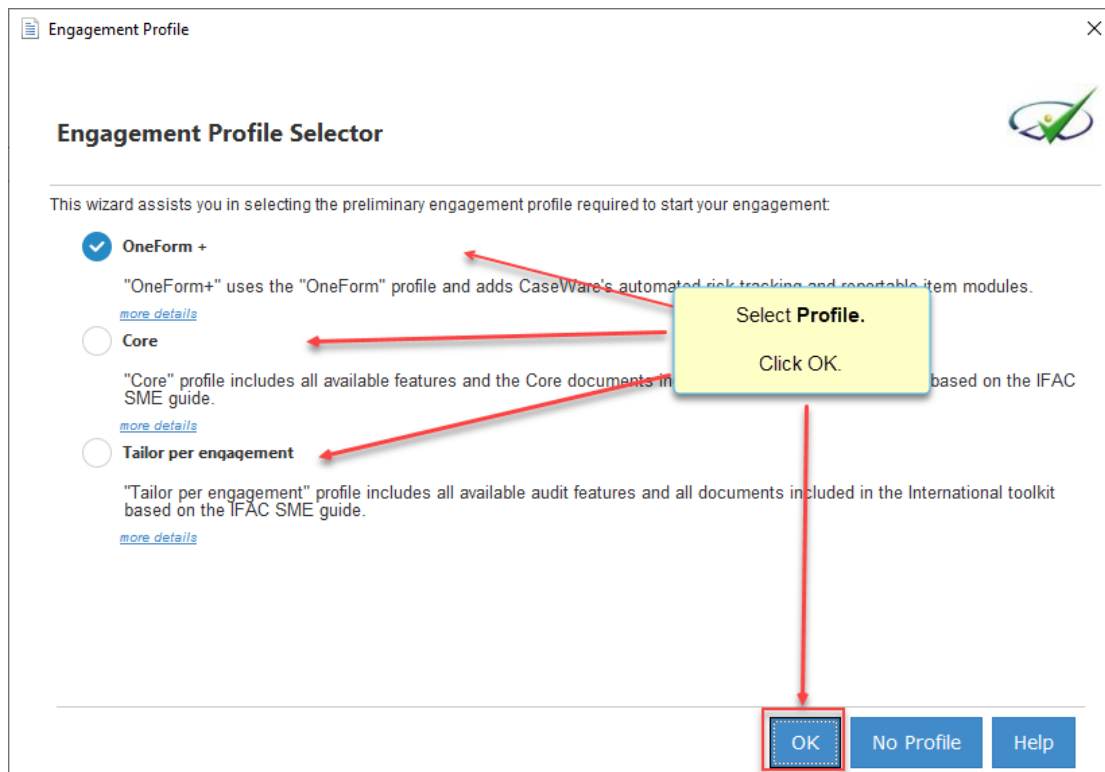 Engagement Profile
Engagement Profile Selector
This wizard assists you in selecting the preliminary engagement profile required to start your engagement:
OneForm +
"OneForm+" uses the "OneForm" profile and adds CaseWare's automated risk tracking and reportable item modules.
more details
Core
"Core" profile includes all available features and the Core documents in based on the IFAC
SME guide.
more details
Tailor per engagement
"Tailor per engagement" profile includes all available audit features and all documents included in the International toolkit
based on the IFAC SME guide.
more details
Select Profile.
Click OK.
OK No Profile Help